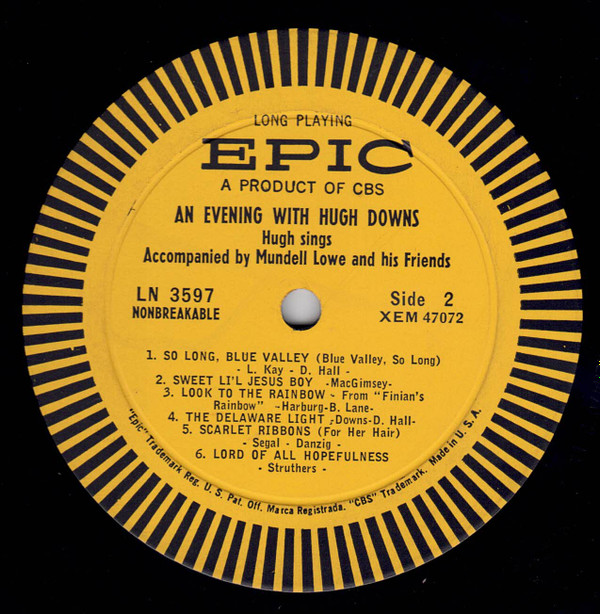 LONG PLAYING
EPIC
A PRODUCT OF CBS
AN EVENING WITH HUGH DOWNS
Hugh sings
Accompanied by Mundell Lowe and his Friends
LN 3597
NONBREAKABLE
Side 2
XEM 47072
1. SO LONG, BLUE VALLEY (Blue Valley, So Long)
- L. Kay - D. Hall -
2. SWEET LI'L JESUS BOY -MacGimsey-
3. LOOK TO THE RAINBOW - From "Finian's
Rainbow" -Harburg-B. Lane-
4. THE DELAWARE LIGHT -Downs-D. Hall-
5. SCARLET RIBBONS (For Her Hair)
- Segal - Danzig -
6. LORD OF ALL HOPEFULNESS
- Struthers -
"Epic" Trademark Reg. U. S. Pat. Off. Marca Registrada. "CBS" Trademark. Made in U. S. A.